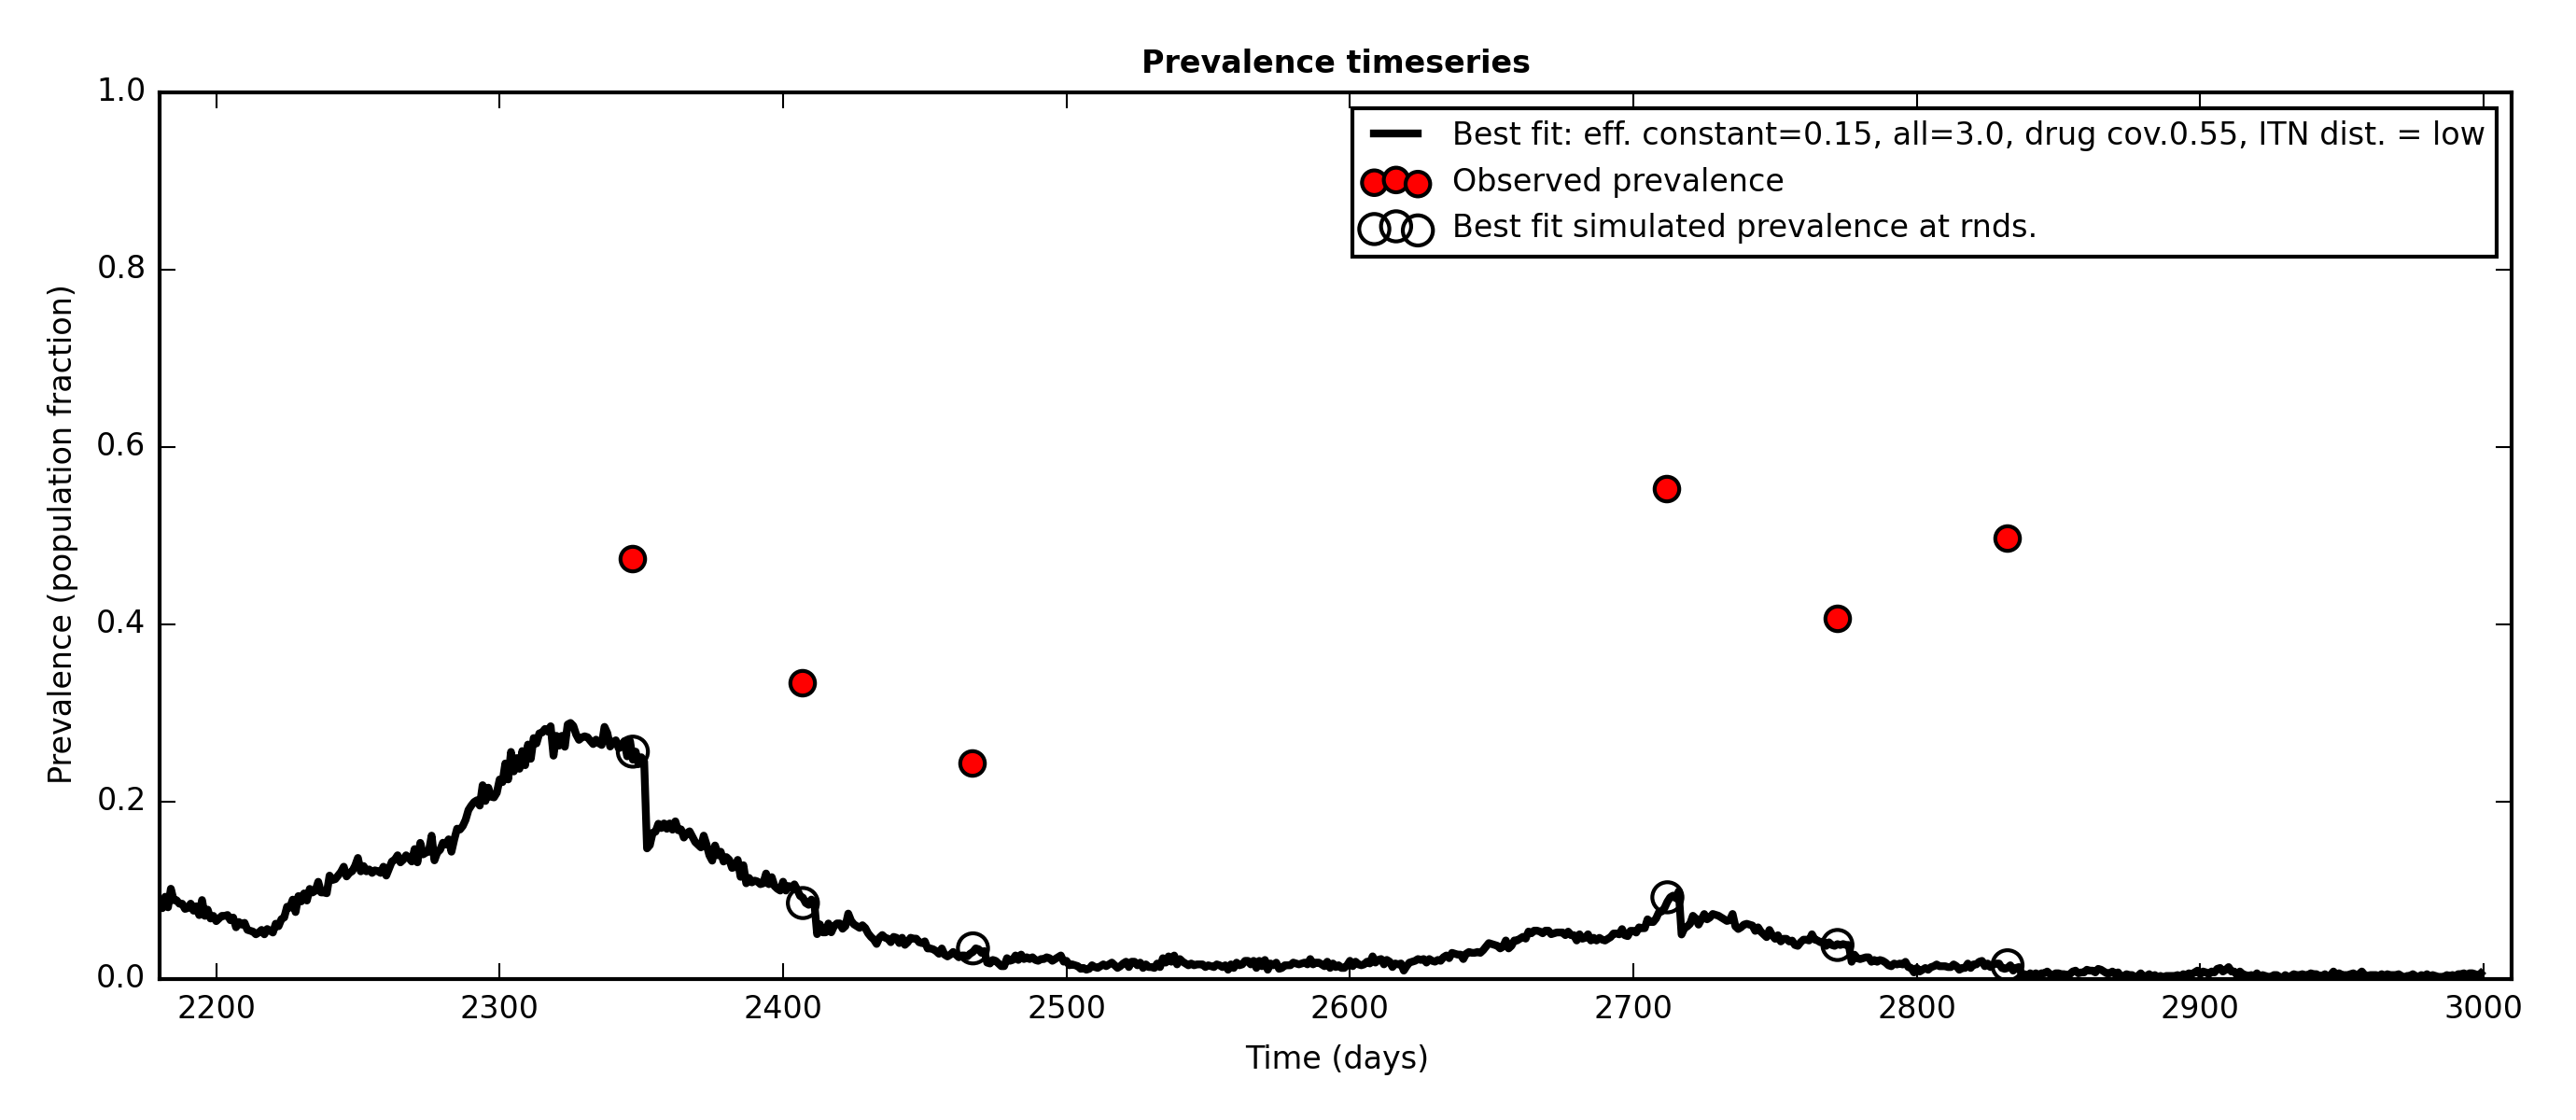 Prevalence timeseries
1.0
0.8
0.6
0.4
0.2
0.0
Prevalence (population fraction)
Best fit: eff. constant=0.15, all=3.0, drug cov.0.55, ITN dist. = low
Observed prevalence
Best fit simulated prevalence at rnds.
2200 2300 2400 2500 2600 2700 2800 2900 3000
Time (days)